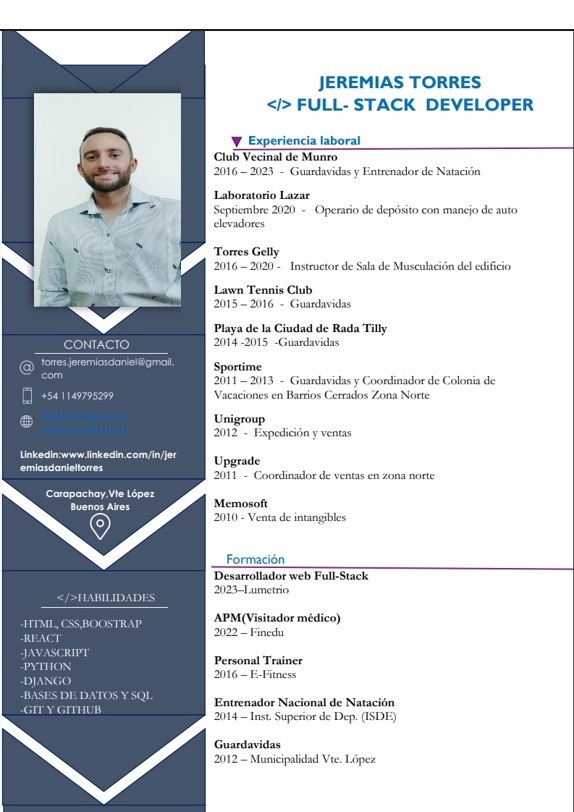 JEREMIAS TORRES
</> FULL- STACK DEVELOPER
Experiencia laboral
Club Vecinal de Munro
2016 – 2023 - Guardavidas y Entrenador de Natación
Laboratorio Lazar
Septiembre 2020 - Operario de depósito con manejo de auto
elevadores
Torres Gelly
2016 – 2020 - Instructor de Sala de Musculación del edificio
Lawn Tennis Club
2015 – 2016 - Guardavidas
Playa de la Ciudad de Rada Tilly
2014 -2015 -Guardavidas
Sportime
2011 – 2013 - Guardavidas y Coordinador de Colonia de
Vacaciones en Barrios Cerrados Zona Norte
Unigroup
2012 - Expedición y ventas
Upgrade
2011 - Coordinador de ventas en zona norte
Memosoft
2010 - Venta de intangibles
Formación
Desarrollador web Full-Stack
2023–Lumetrio
APM(Visitador médico)
2022 – Finedu
Personal Trainer
2016 – E-Fitness
Entrenador Nacional de Natación
2014 – Inst. Superior de Dep. (ISDE)
Guardavidas
2012 – Municipalidad Vte. López
CONTACTO
torres.jeremiasdaniel@gmail.
com
+54 1149795299
Linkedin:www.linkedin.com/in/jer
emiasdanieltorres
Carapachay,Vte López
Buenos Aires
</>HABILIDADES
-HTML, CSS,BOOSTRAP
-REACT
-JAVASCRIPT
-PYTHON
-DJANGO
-BASES DE DATOS Y SQL
-GIT Y GITHUB